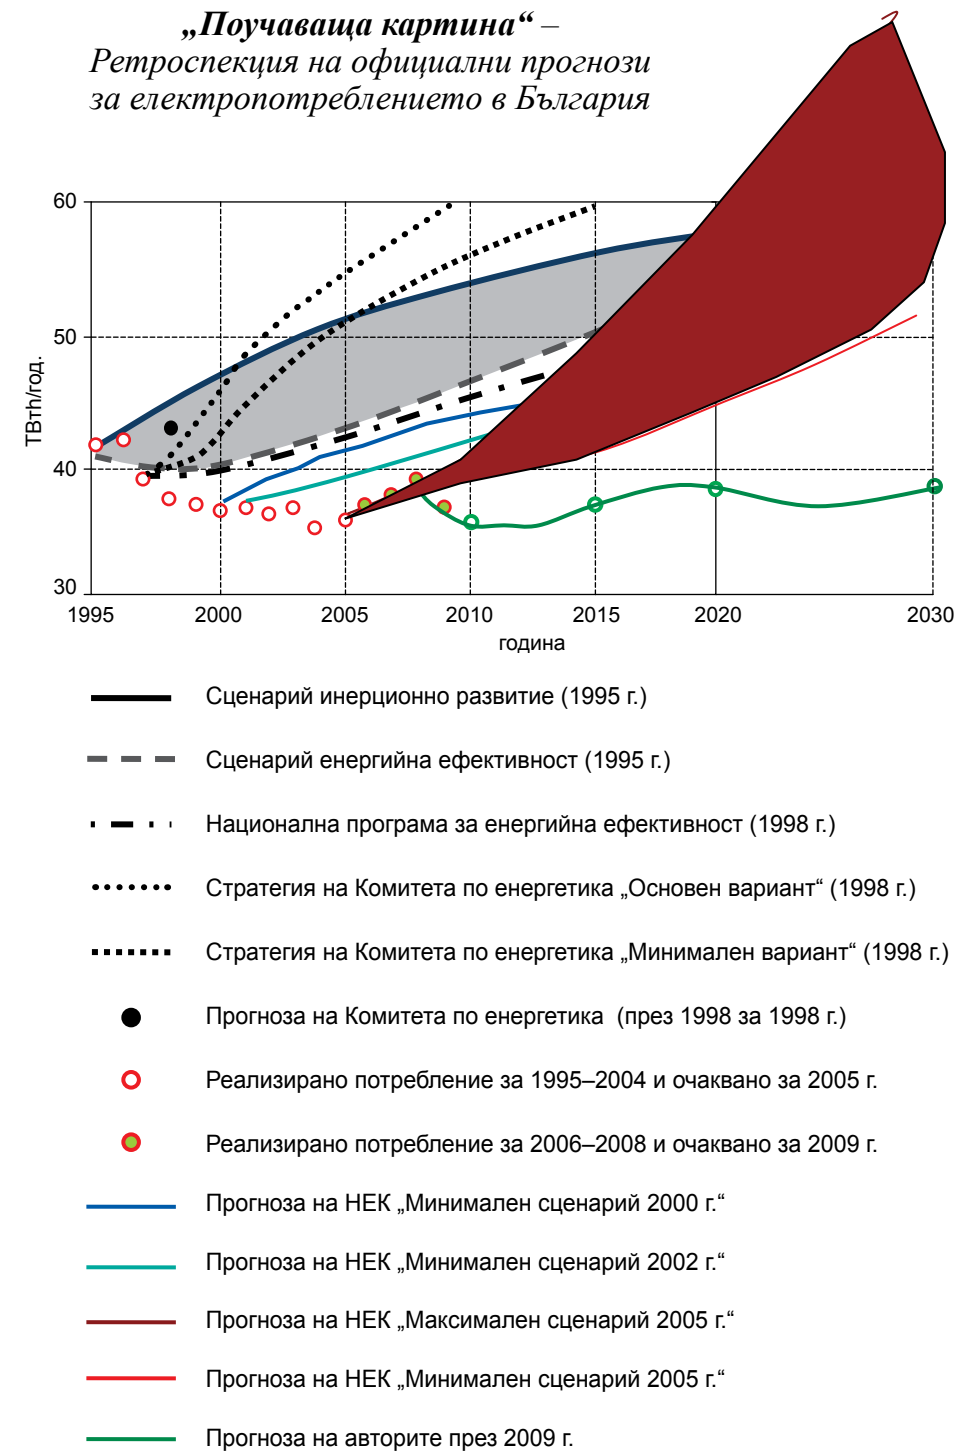 „Поучаваща картина“ –
Ретроспекция на официални прогнози
за електропотреблението в България
60
50
40
30
ТВтh/год.
1995 2000 2005 2010 2015 2020 2030
година
Сценарий инерционно развитие (1995 г.)
Сценарий енергийна ефективност (1995 г.)
Национална програма за енергийна ефективност (1998 г.)
Стратегия на Комитета по енергетика „Основен вариант“ (1998 г.)
Стратегия на Комитета по енергетика „Минимален вариант“ (1998 г.)
Прогноза на Комитета по енергетика (през 1998 за 1998 г.)
Реализирано потребление за 1995–2004 и очаквано за 2005 г.
Реализирано потребление за 2006–2008 и очаквано за 2009 г.
Прогноза на НЕК „Минимален сценарий 2000 г.“
Прогноза на НЕК „Минимален сценарий 2002 г.“
Прогноза на НЕК „Максимален сценарий 2005 г.“
Прогноза на НЕК „Минимален сценарий 2005 г.“
Прогноза на авторите през 2009 г.